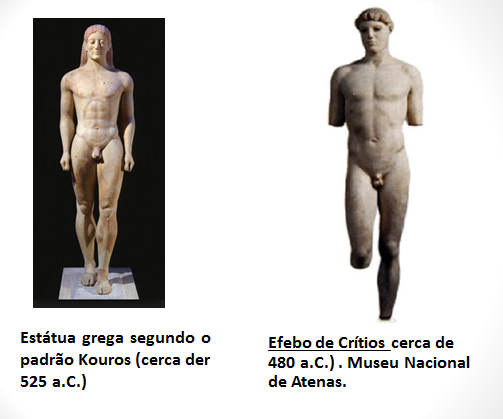 Estátua grega segundo o
padrão Kouros (cerca der
525 a.C.)
Efebo de Crítios cerca de
480 a.C.) . Museu Nacional
de Atenas.